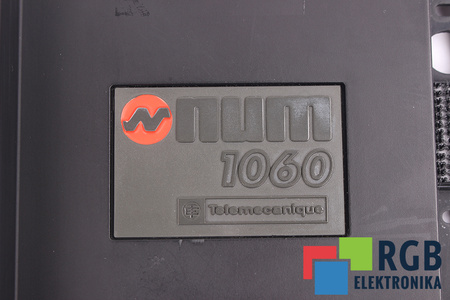 num
1060
Telemecanique
RGB
ELEKTRONIKA